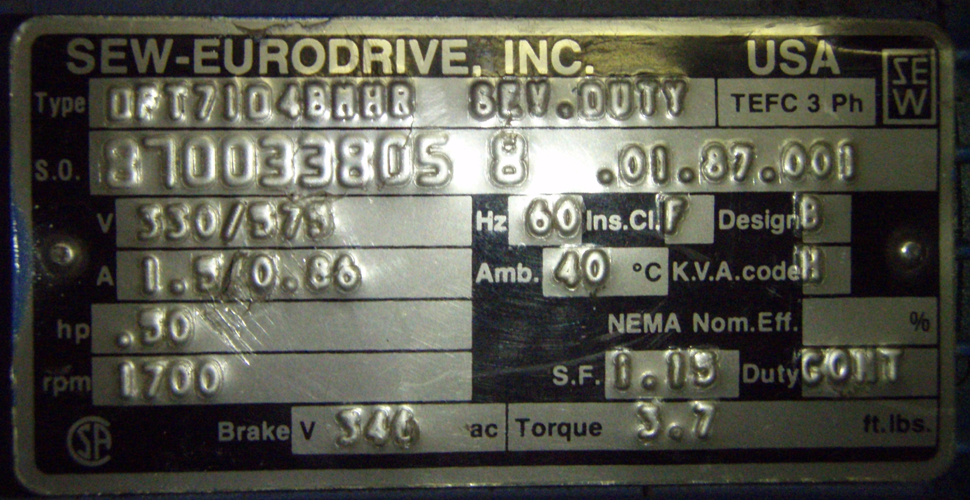 SEW-EURODRIVE, INC. USA SEW
Type DFT71D4BMHR SEV.DUTY TEFC 3 Ph
S.O. 870033805 8 .01.87.001
V 330/575 Hz 60 Ins.Cl. F Design B
A 1.5/0.86 Amb. 40 °C K.V.A.code H
hp .50 NEMA Nom.Eff. %
rpm 1700 S.F. 1.15 Duty CONT
Brake V ac Torque 3.7 ft.lbs.